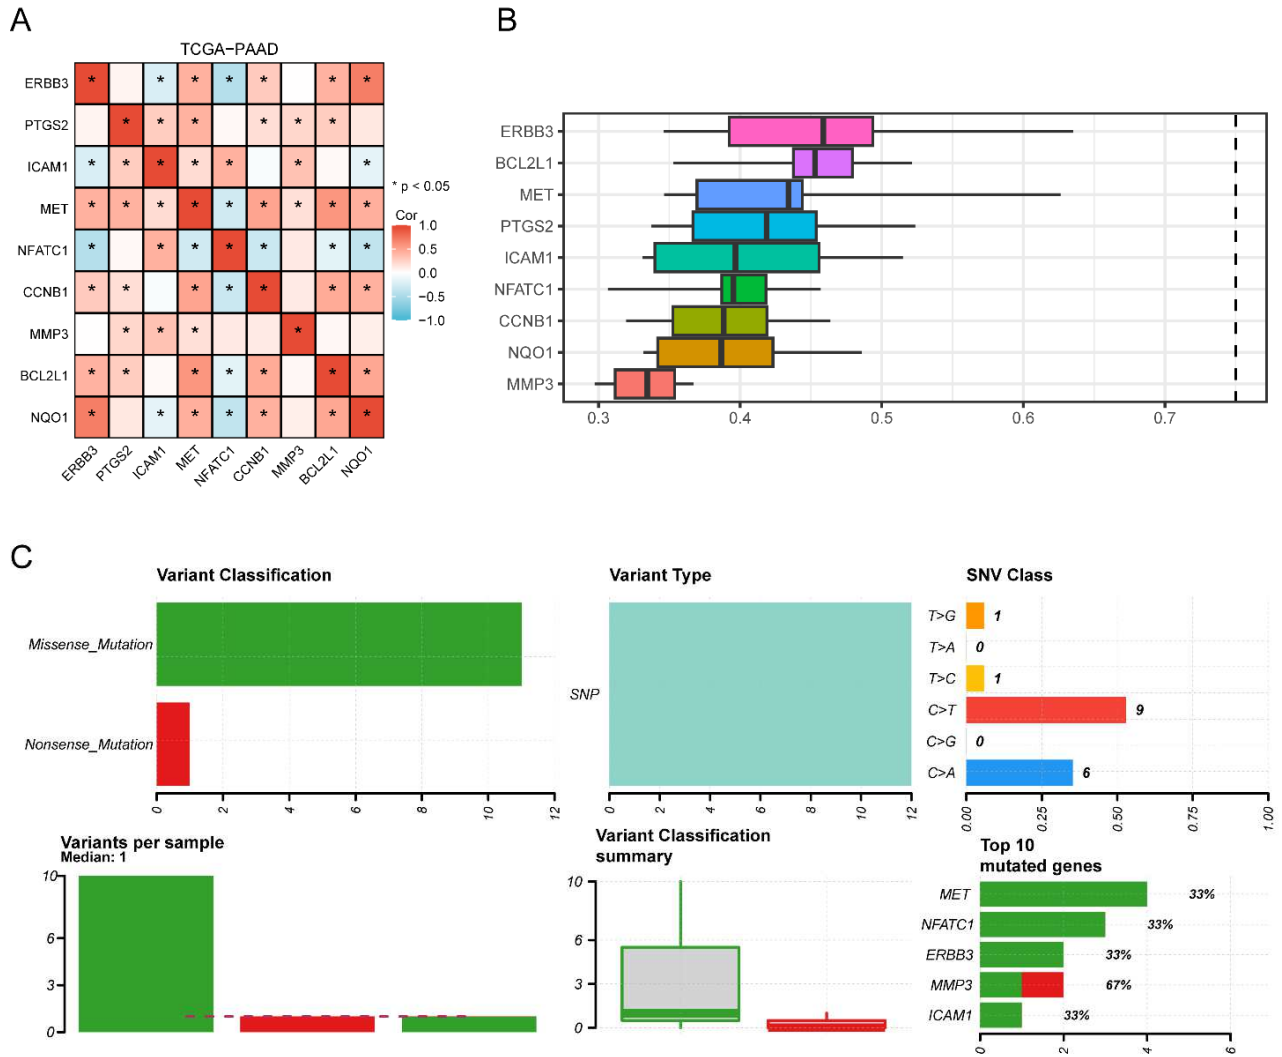 A
TCGA−PAAD
ERBB3
PTGS2
ICAM1
MET
NFATC1
CCNB1
MMP3
BCL2L1
NQO1
ERBB3
PTGS2
ICAM1
MET
NFATC1
CCNB1
MMP3
BCL2L1
NQO1
* p < 0.05
Cor
1.0
0.5
0.0
−0.5
−1.0
B
ERBB3
BCL2L1
MET
PTGS2
ICAM1
NFATC1
CCNB1
NQO1
MMP3
0.3 0.4 0.5 0.6 0.7
C
Variant Classification
Missense_Mutation
Nonsense_Mutation
0 2 4 6 8 10 12
Variant Type
SNP
0 2 4 6 8 10 12
SNV Class
T>G 1
T>A 0
T>C 1
C>T 9
C>G 0
C>A 6
0.00 0.25 0.50 0.75 1.00
Variants per sample
Median: 1
10
6
3
0
Variant Classification
summary
10
6
3
0
Top 10
mutated genes
MET 33%
NFATC1 33%
ERBB3 33%
MMP3 67%
ICAM1 33%
0 2 4 6